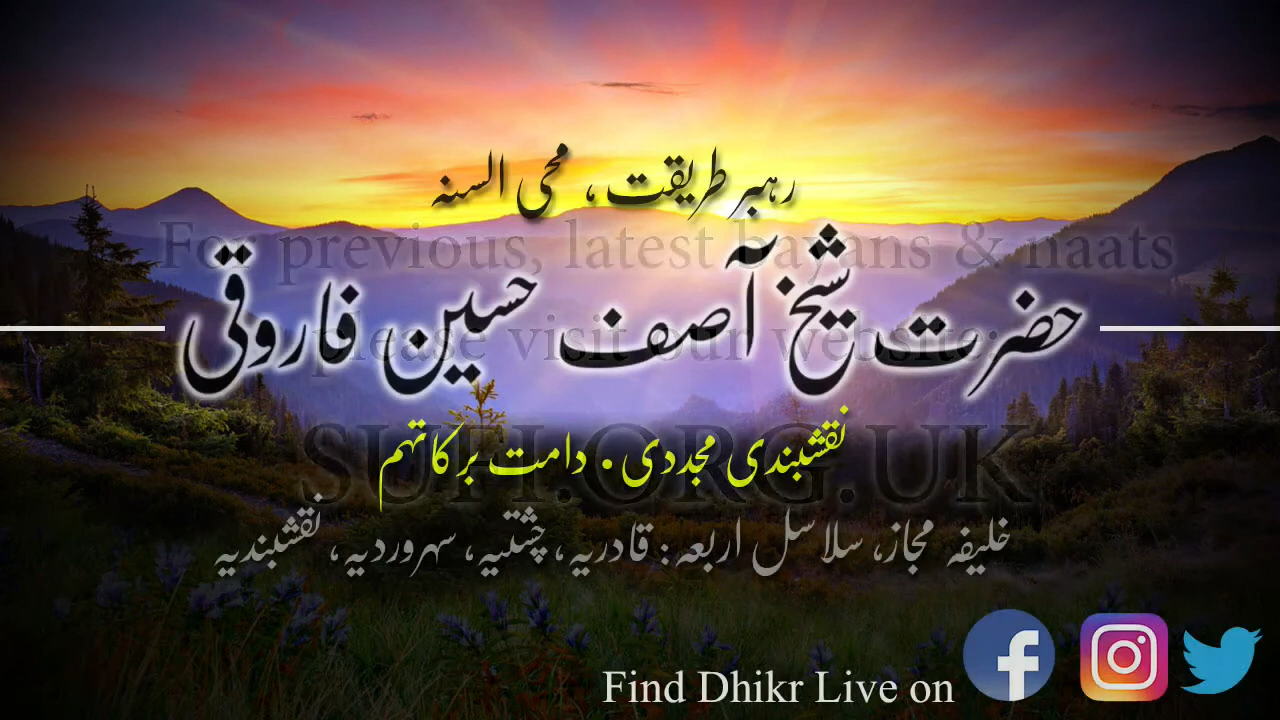 رہبر طریقت، محی السنہ
For previous, latest bayans & naats
حضرت شیخ آصف حسین فاروقی
please visit our website:
نقشبندی مجددی • دامت برکاتہم
SUFI.ORG.UK
خلیفہ مجاز، سلاسل اربعہ: قادریہ، چشتیہ، سہروردیہ، نقشبندیہ
Find Dhikr Live on